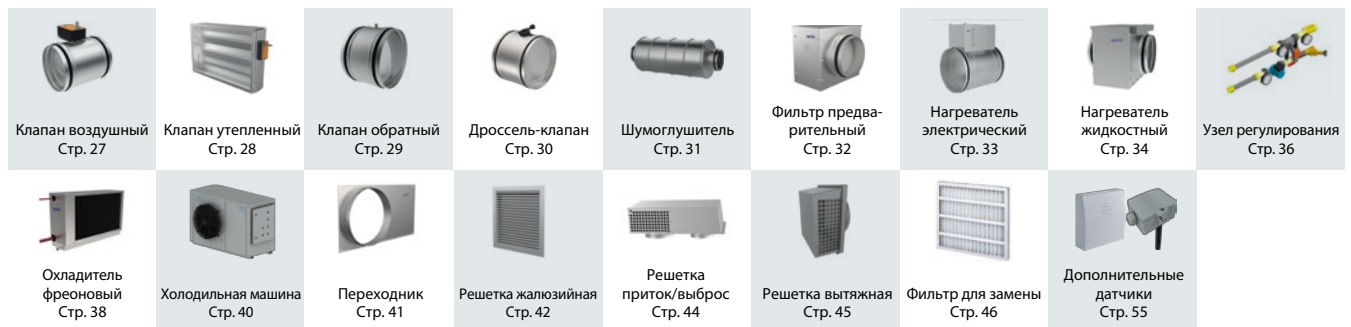 Клапан воздушный
Стр. 27
Клапан утепленный
Стр. 28
Клапан обратный
Стр. 29
Дроссель-клапан
Стр. 30
Шумоглушитель
Стр. 31
Фильтр предва-
рительный
Стр. 32
Нагреватель
электрический
Стр. 33
Нагреватель
жидкостный
Стр. 34
Узел регулирования
Стр. 36
Охладитель
фреоновый
Стр. 38
Холодильная машина
Стр. 40
Переходник
Стр. 41
Решетка жалюзийная
Стр. 42
Решетка
приток/выброс
Стр. 44
Решетка вытяжная
Стр. 45
Фильтр для замены
Стр. 46
Дополнительные
датчики
Стр. 55